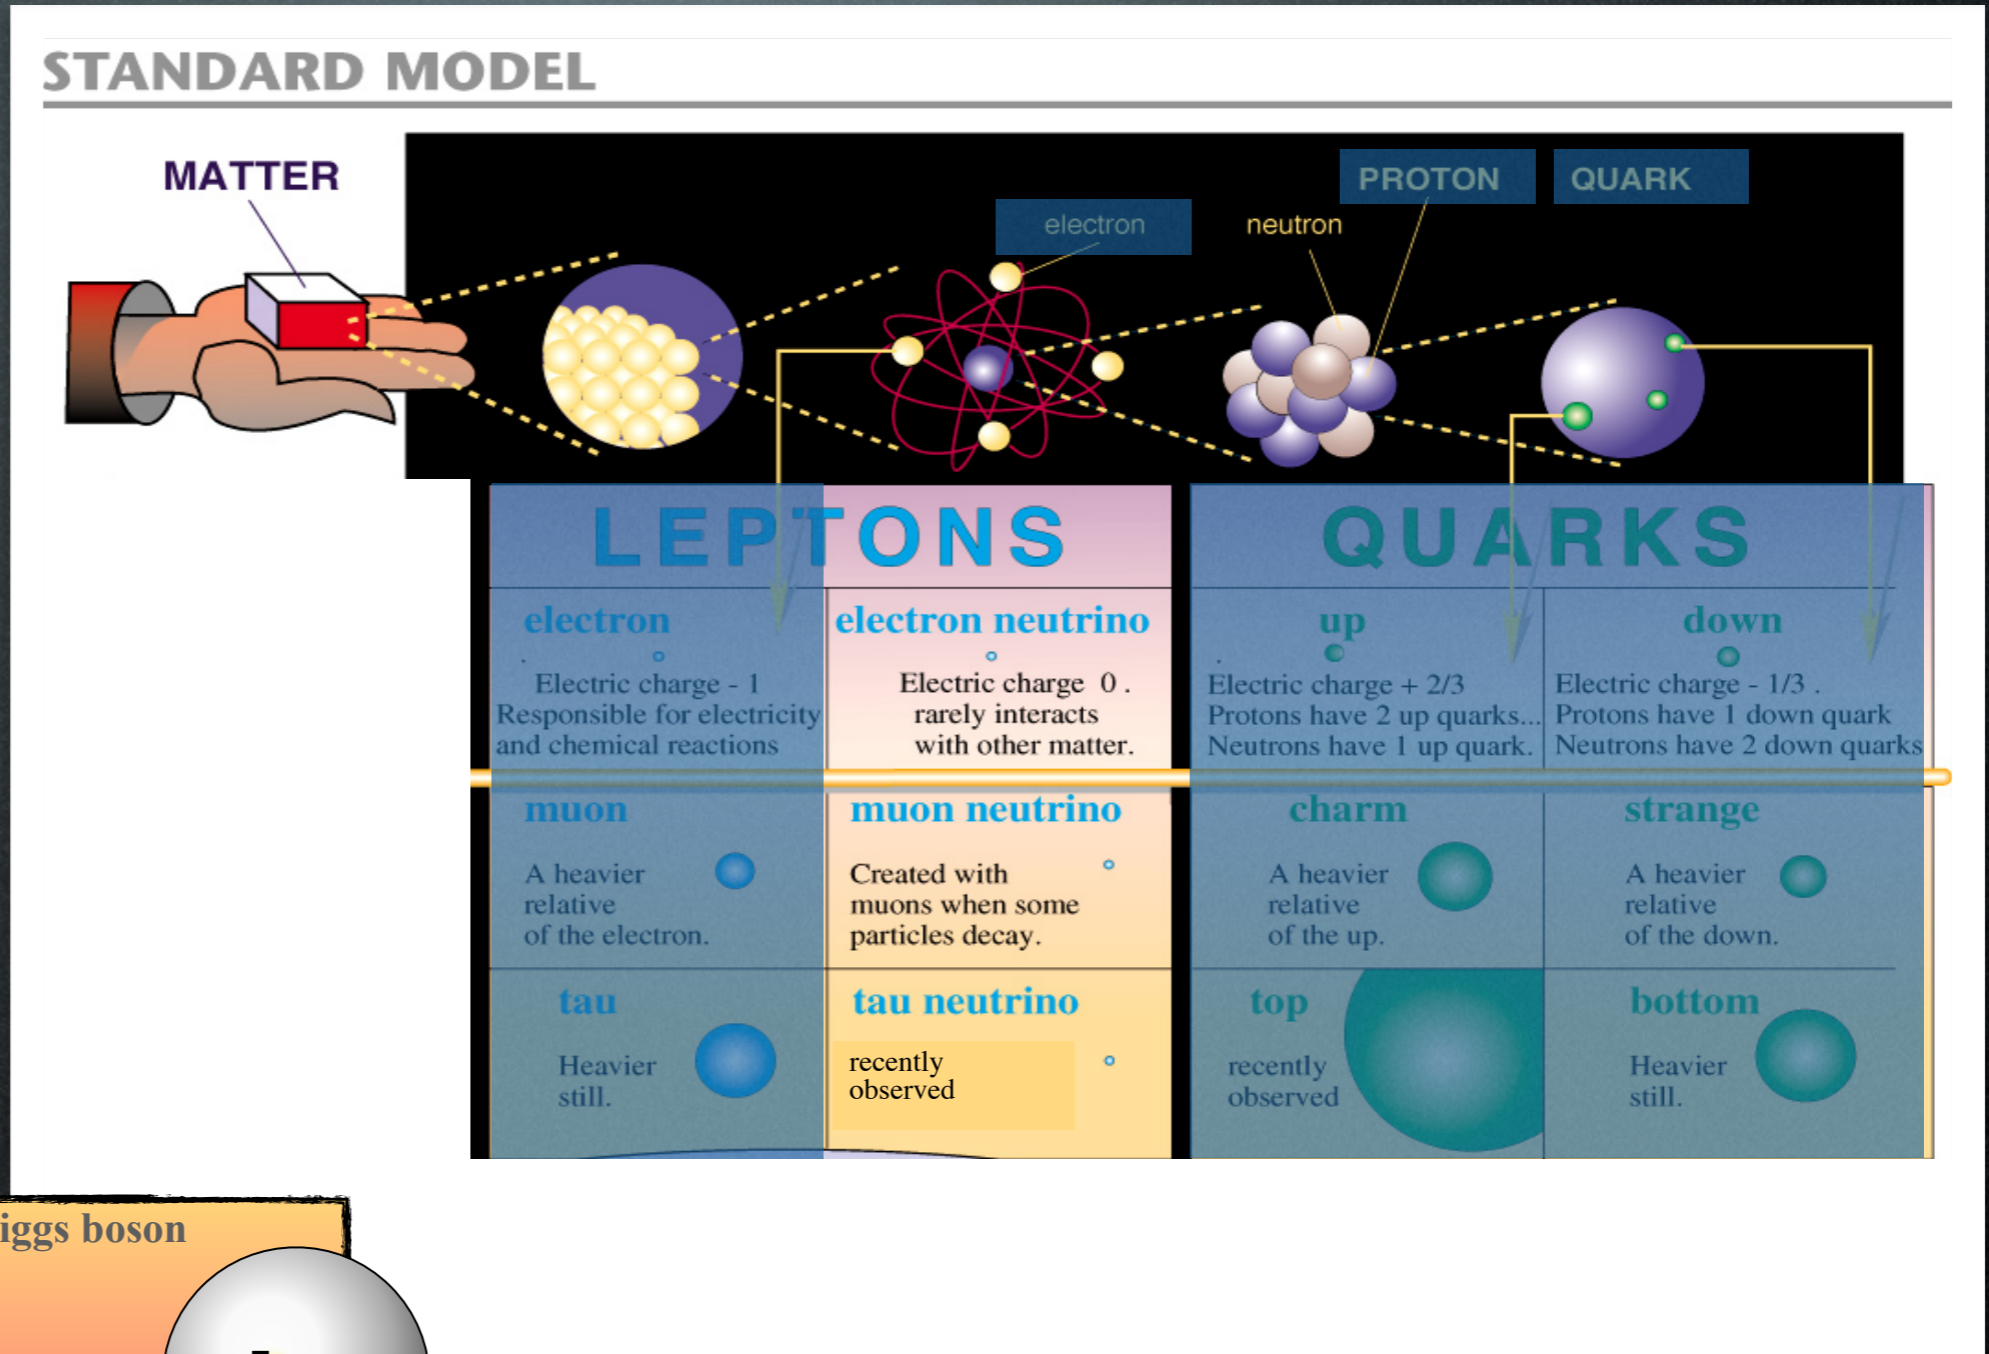 STANDARD MODEL
MATTER
PROTON
QUARK
electron
neutron
LEPTONS
QUARKS
electron
Electric charge - 1
Responsible for electricity
and chemical reactions
electron neutrino
Electric charge 0 .
rarely interacts
with other matter.
up
Electric charge + 2/3
Protons have 2 up quarks...
Neutrons have 1 up quark.
down
Electric charge - 1/3 .
Protons have 1 down quark
Neutrons have 2 down quarks
muon
A heavier
relative
of the electron.
muon neutrino
Created with
muons when some
particles decay.
charm
A heavier
relative
of the up.
strange
A heavier
relative
of the down.
tau
Heavier
still.
tau neutrino
recently
observed
top
recently
observed
bottom
Heavier
still.
iggs boson